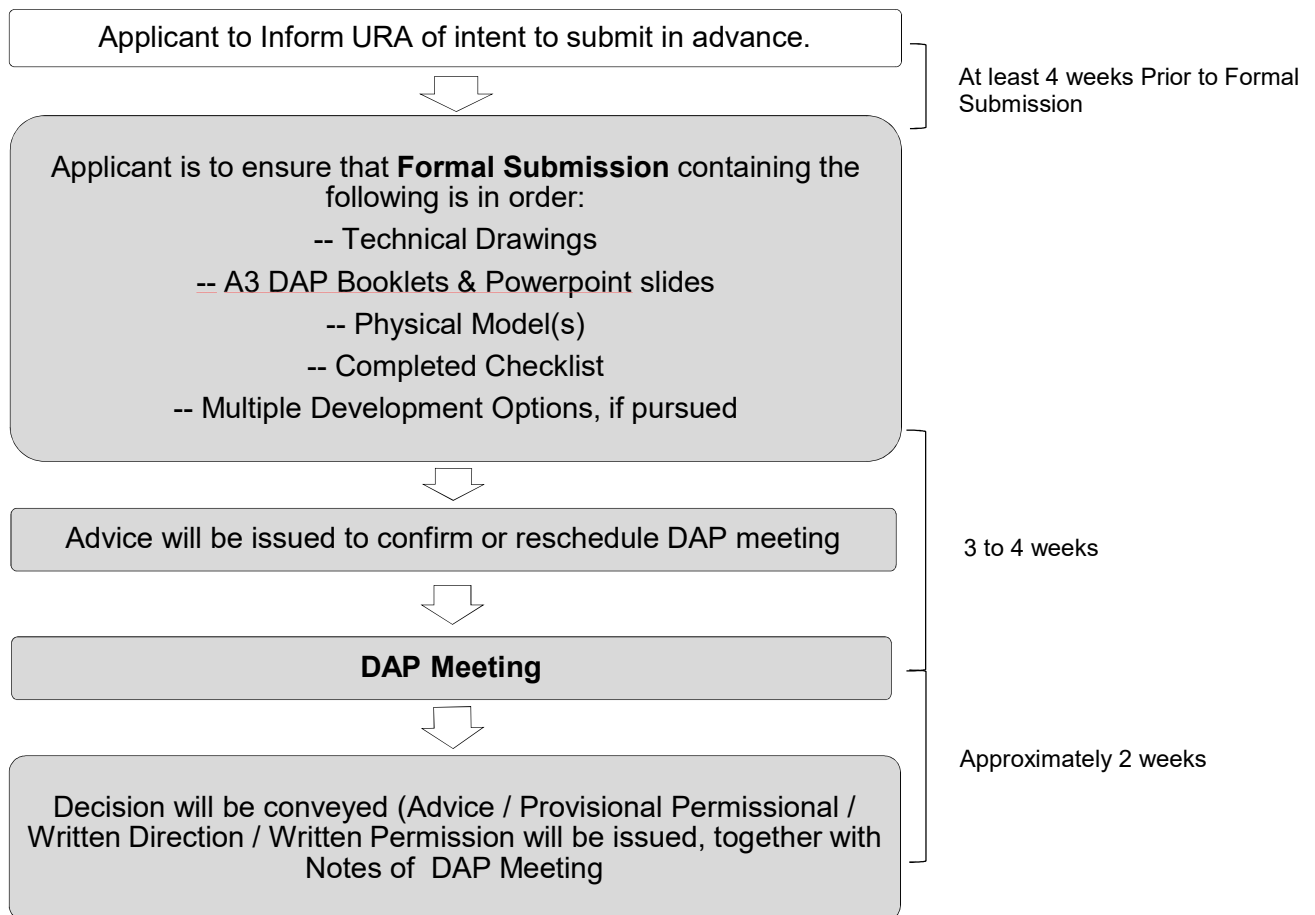 Applicant to Inform URA of intent to submit in advance.
At least 4 weeks Prior to Formal
Submission
Applicant is to ensure that Formal Submission containing the
following is in order:
-- Technical Drawings
-- A3 DAP Booklets & Powerpoint slides
-- Physical Model(s)
-- Completed Checklist
-- Multiple Development Options, if pursued
Advice will be issued to confirm or reschedule DAP meeting
3 to 4 weeks
DAP Meeting
Approximately 2 weeks
Decision will be conveyed (Advice / Provisional Permissional /
Written Direction / Written Permission will be issued, together with
Notes of  DAP Meeting